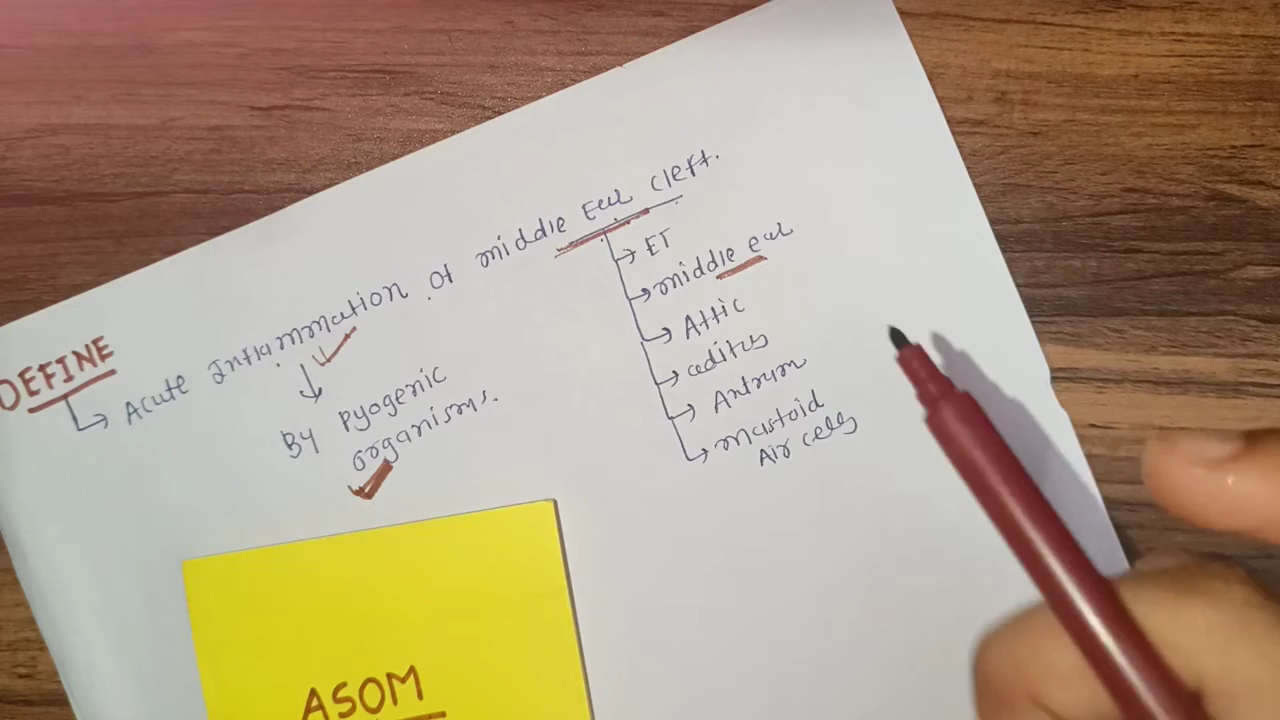 DEFINE
Acute Inflammation of middle Ear cleft.
By Pyogenic
organisms.
ET
middle ear
Attic
aditus
Antrum
mastoid
Air cells
ASOM